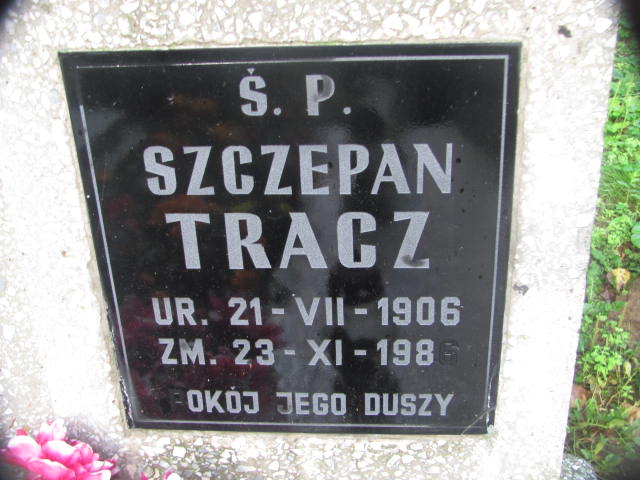 Ś. P.
SZCZEPAN
TRACZ
UR. 21-VII-1906
ZM. 23-XI-1986
POKÓJ JEGO DUSZY